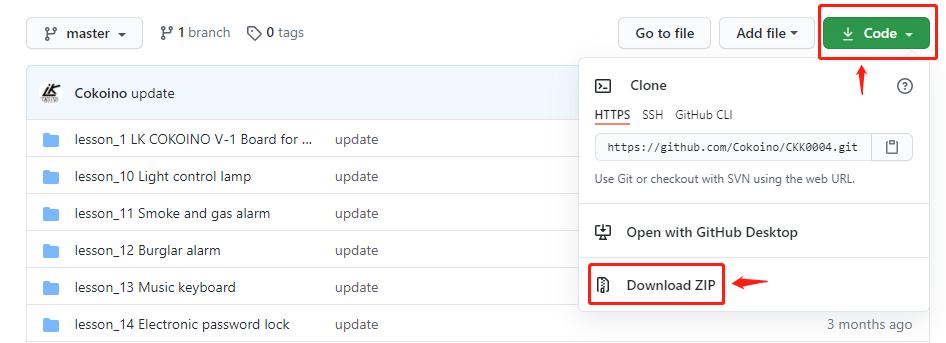 master
1 branch
0 tags
Go to file
Add file
Code
Cokoino update
lesson_1 LK COKOINO V-1 Board for ...
update
lesson_10 Light control lamp
update
lesson_11 Smoke and gas alarm
update
lesson_12 Burglar alarm
update
lesson_13 Music keyboard
update
lesson_14 Electronic password lock
update
3 months ago
Clone
HTTPS
SSH
GitHub CLI
https://github.com/Cokoino/CKK0004.git
Use Git or checkout with SVN using the web URL.
Open with GitHub Desktop
Download ZIP